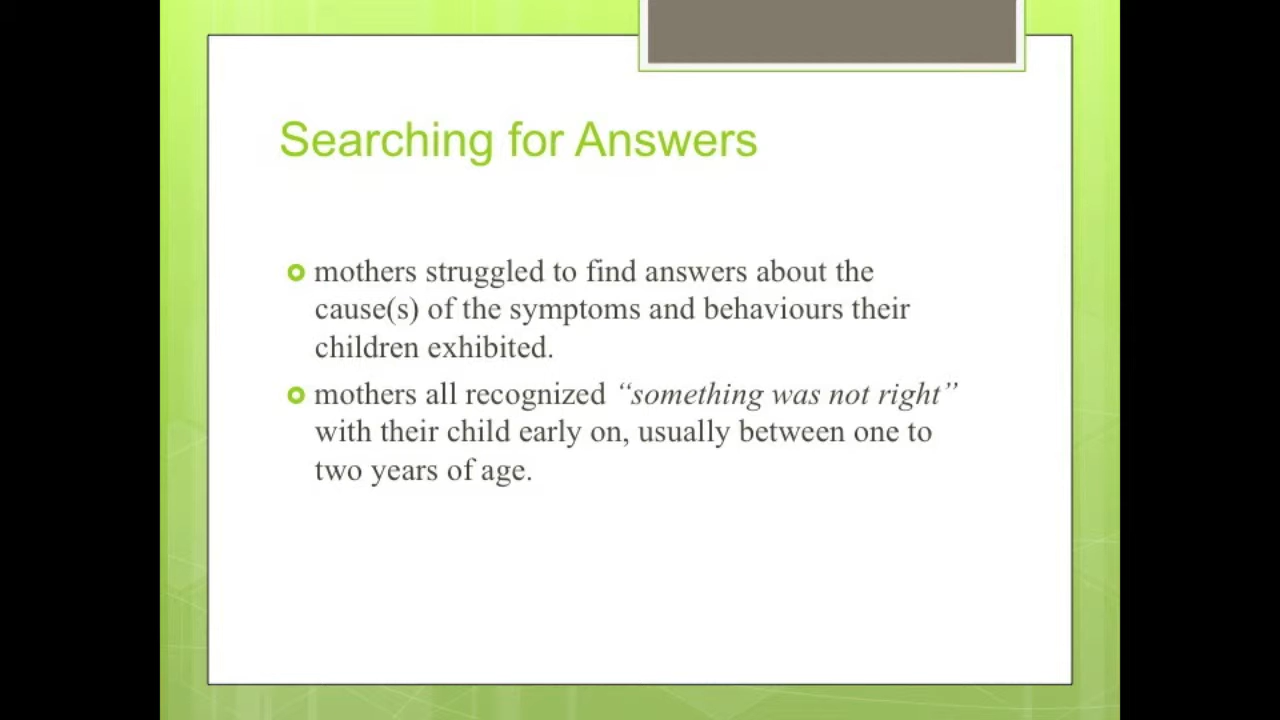 Searching for Answers
mothers struggled to find answers about the
cause(s) of the symptoms and behaviours their
children exhibited.
mothers all recognized “something was not right”
with their child early on, usually between one to
two years of age.